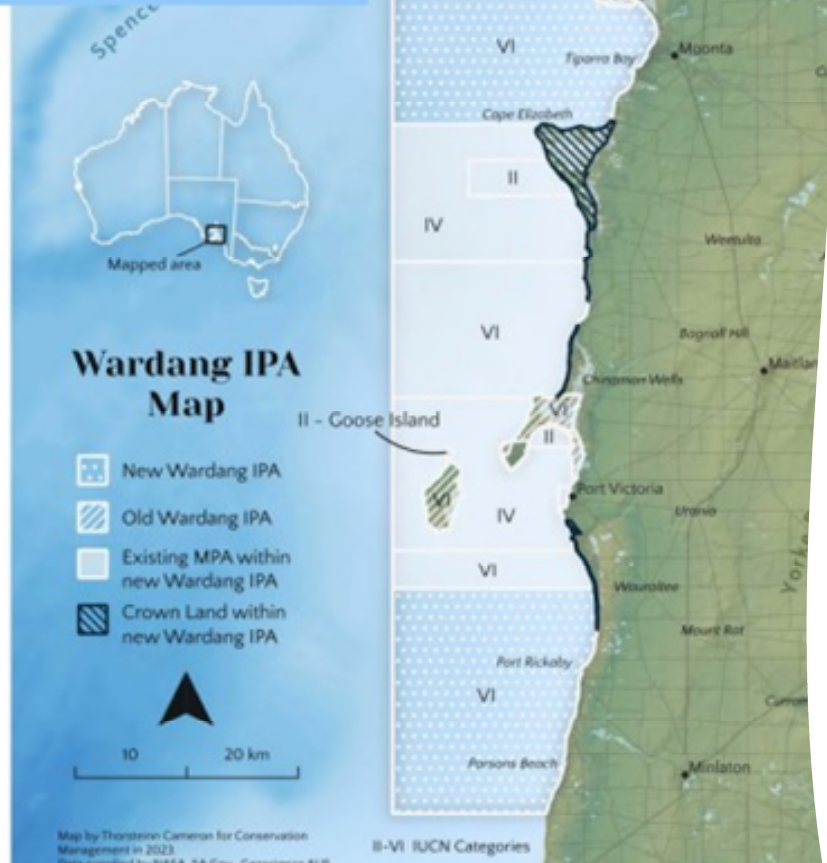 VI
Tiparra Bay
Moonta
Cape Elizabeth
II
IV
Mapped area
Weetulta
VI
Bagnall Hill
Wardang IPA
Map
Chinaman Wells
II - Goose Island
VI
II
New Wardang IPA
VI
Port Victoria
Old Wardang IPA
IV
Urania
Existing MPA within
new Wardang IPA
VI
Wauraltee
Crown Land within
new Wardang IPA
Mount Rat
Port Rickaby
VI
10
20 km
Parsons Beach
Minlaton
Map by Thorsteinn Cameron for Conservation
Management in 2023.
II-VI IUCN Categories